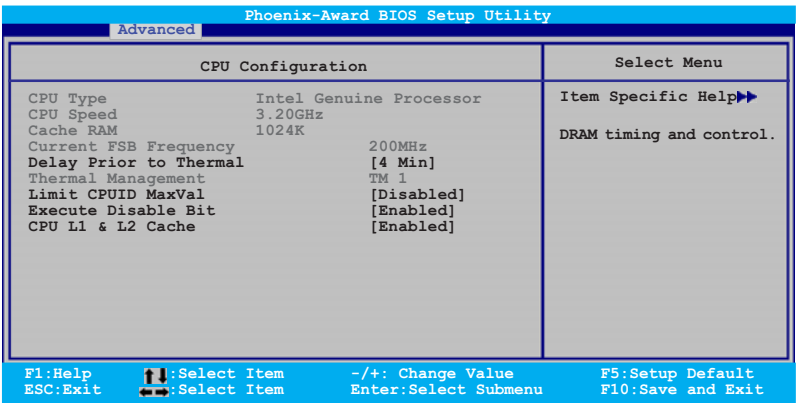 Phoenix-Award BIOS Setup Utility
Advanced
CPU Configuration
Select Menu
CPU Type Intel Genuine Processor
CPU Speed 3.20GHz
Cache RAM 1024K
Current FSB Frequency 200MHz
Delay Prior to Thermal [4 Min]
Thermal Management TM 1
Limit CPUID MaxVal [Disabled]
Execute Disable Bit [Enabled]
CPU L1 & L2 Cache [Enabled]
Item Specific Help
DRAM timing and control.
F1:Help :Select Item -/+: Change Value F5:Setup Default
ESC:Exit :Select Item Enter:Select Submenu F10:Save and Exit